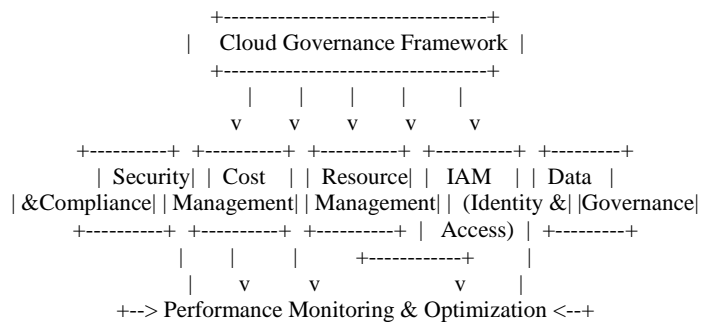 +----------------------------------+
| Cloud Governance Framework |
+----------------------------------+
| | | | |
v v v v v
+----------+ +----------+ +----------+ +----------+ +---------+
| Security| | Cost | | Resource| | IAM | | Data |
| &Compliance| | Management| | Management| | (Identity &| |Governance|
+----------+ +----------+ +----------+ | Access) | +---------+
| | | +------------+ |
| v v v |
+--> Performance Monitoring & Optimization <--+